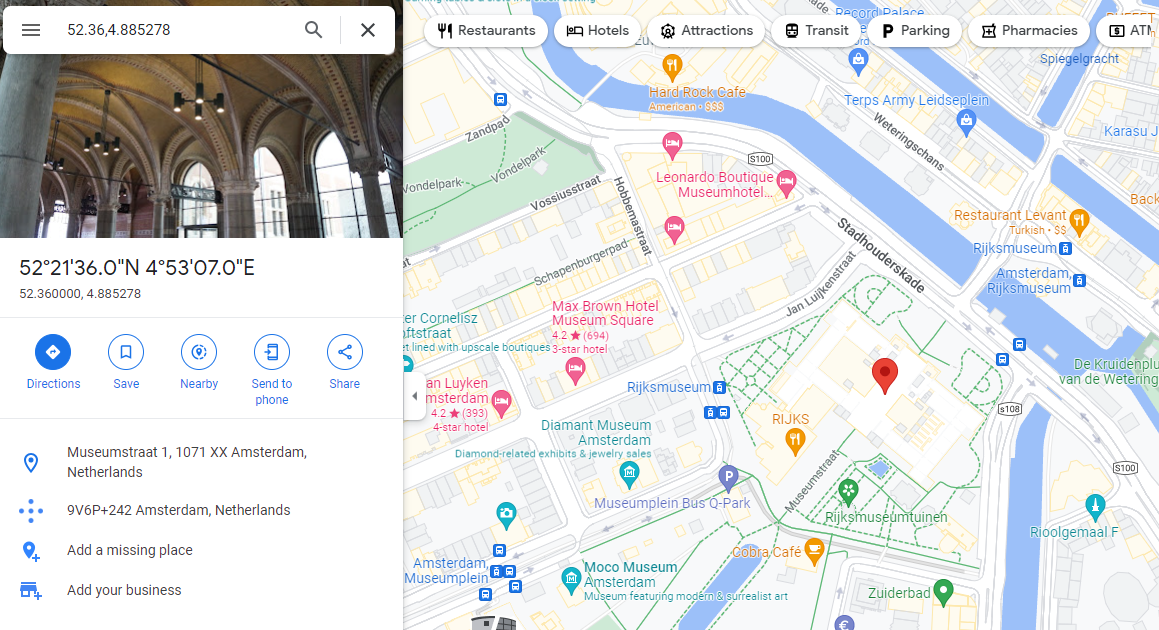 52.36,4.885278
52°21'36.0"N 4°53'07.0"E
52.360000, 4.885278
Directions
Save
Nearby
Send to
phone
Share
Museumstraat 1, 1071 XX Amsterdam,
Netherlands
9V6P+242 Amsterdam, Netherlands
Add a missing place
Add your business
Restaurants
Hotels
Attractions
Transit
Parking
Pharmacies
ATM
Record Palace
Spiegelgracht
Hard Rock Cafe
American • $$$
Terps Army Leidseplein
Karasu J
Zandpad
Weteringschans
Vondelpark
Vondelpark
S100
Leonardo Boutique
Museumhotel...
Vossiusstraat
Hobbemastraat
Back
Restaurant Levant
Turkish • $$
Rijksmuseum
Stadhouderskade
Amsterdam,
Rijksmuseum
Schapenburgerpad
Jan Luijkenstraat
Max Brown Hotel
Museum Square
4.2 ★ (694)
3-star hotel
ter Cornelisz
oftstraat
et lined with upscale boutiques
De Kruidenplu
van de Wetering
an Luyken
msterdam
4.2 ★ (393)
4-star hotel
Rijksmuseum
s108
RIJKS
Diamant Museum
Amsterdam
Diamond-related exhibits & jewelry sales
S100
Museumstraat
Museumplein Bus Q-Park
Rijksmuseumtuinen
Rioolgemaal F
Cobra Café
Amsterdam,
Museumplein
Moco Museum
Amsterdam
Museum featuring modern & surrealist art
Zuiderbad